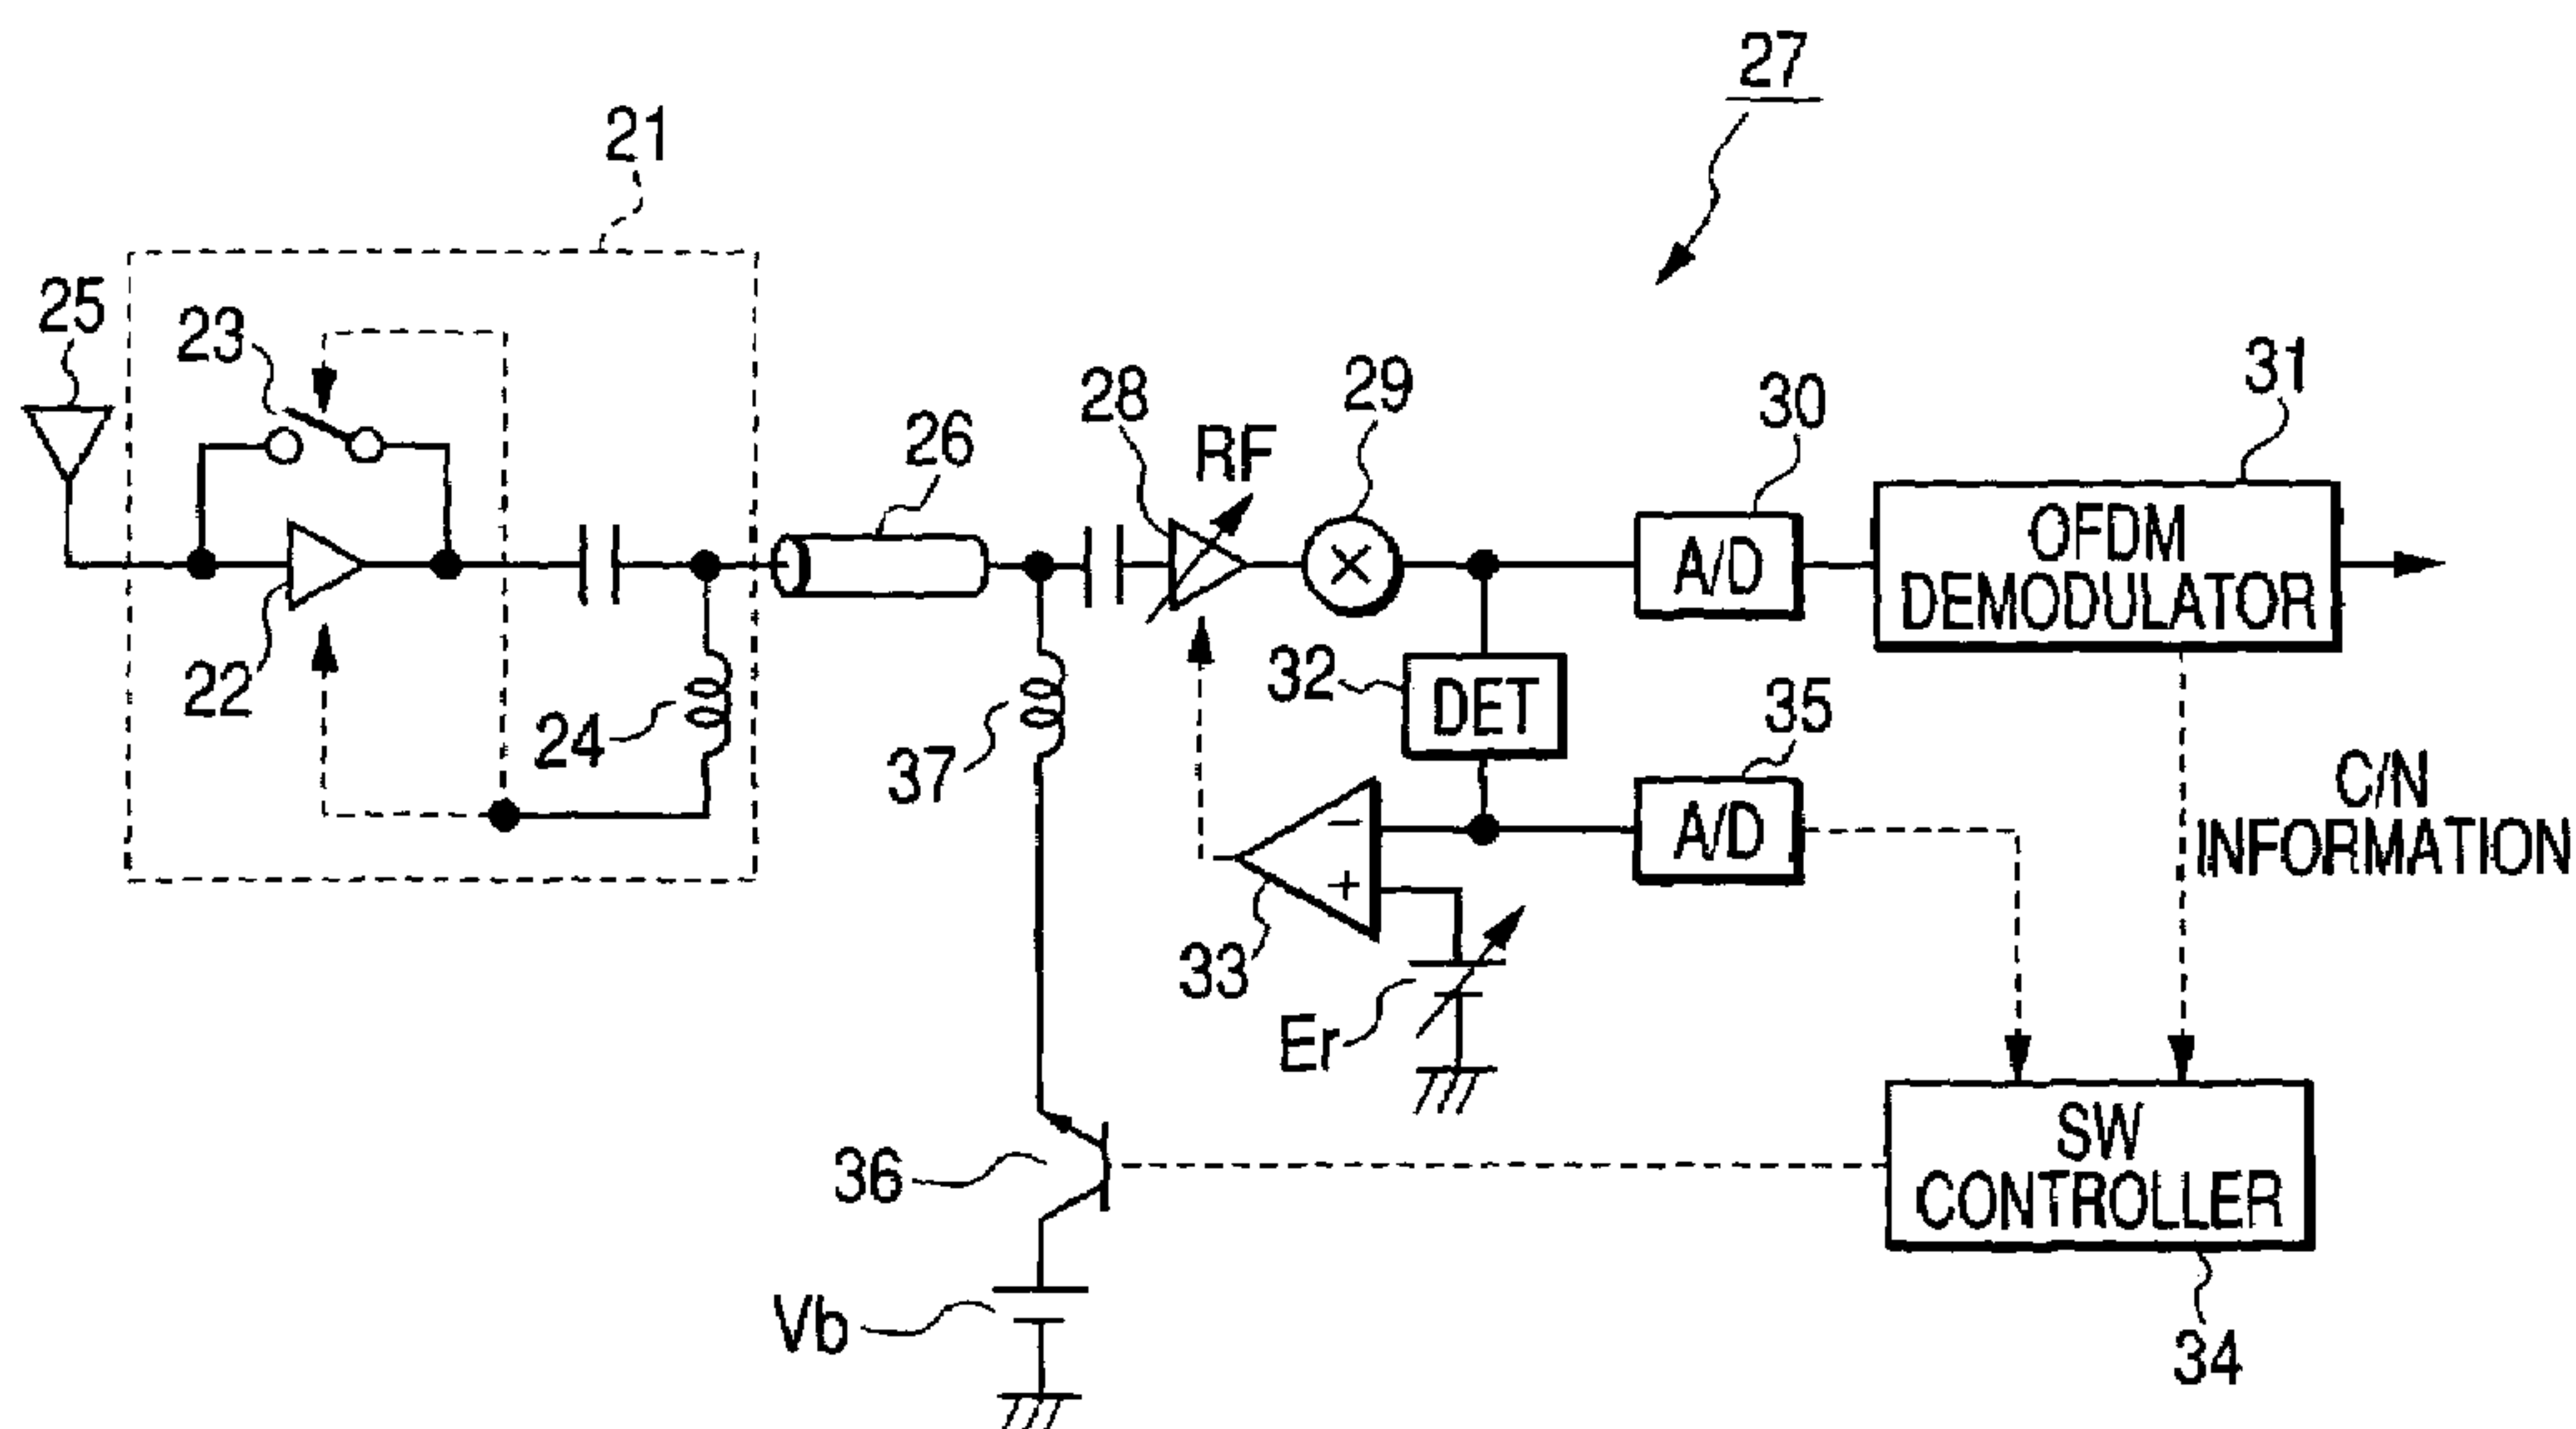 27
21
25
23
22
24
26
28
RF
29
30
A/D
31
OFDM
DEMODULATOR
32
DET
35
A/D
37
−
+
33
Er
C/N
INFORMATION
36
SW
CONTROLLER
34
Vb